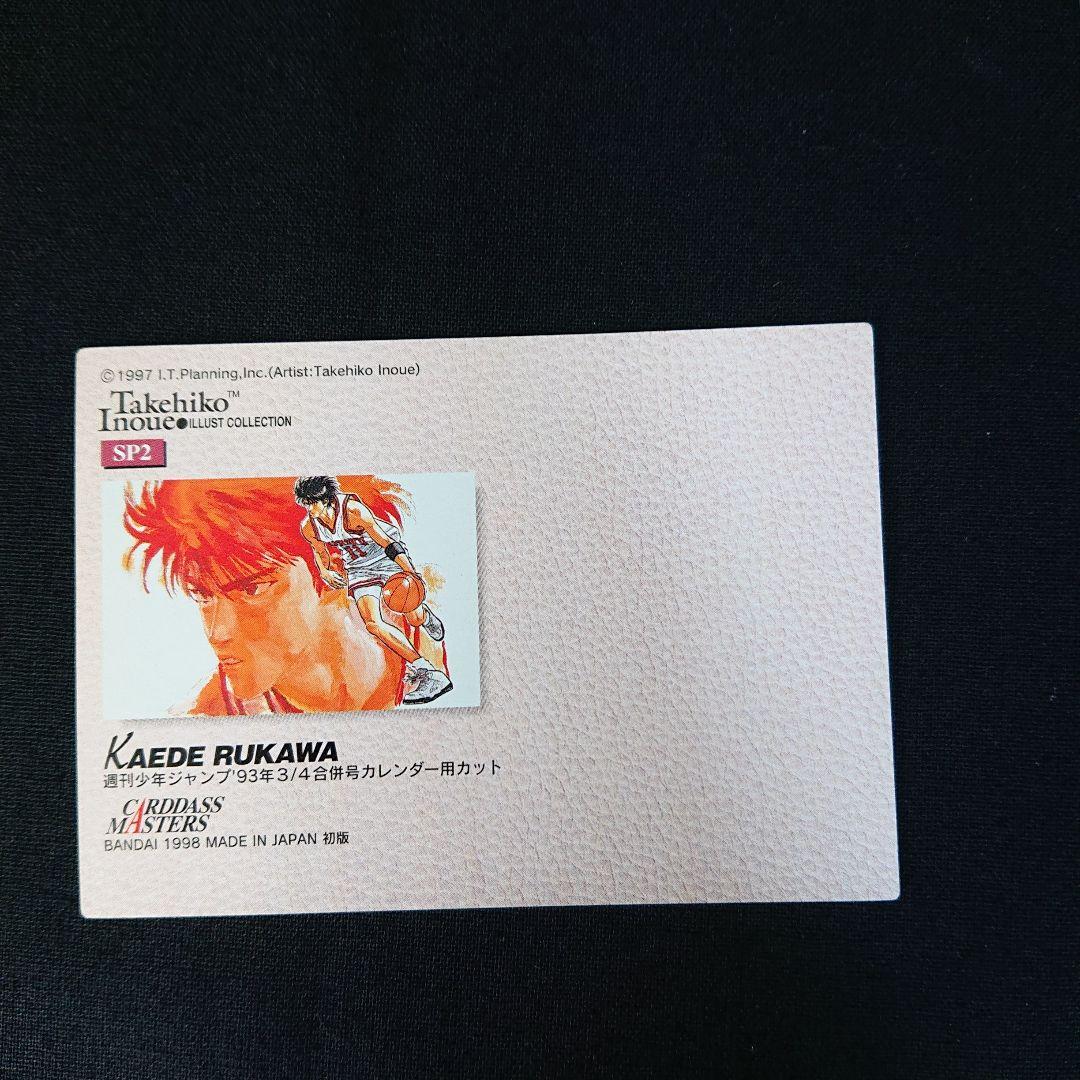 ©1997 I.T.Planning,Inc.(Artist:Takehiko Inoue)
Takehiko™
Inoue●ILLUST COLLECTION
SP2
11
KAEDE RUKAWA
週刊少年ジャンプ'93年3/4合併号カレンダー用カット
CARDDASS
MASTERS
BANDAI 1998 MADE IN JAPAN 初版